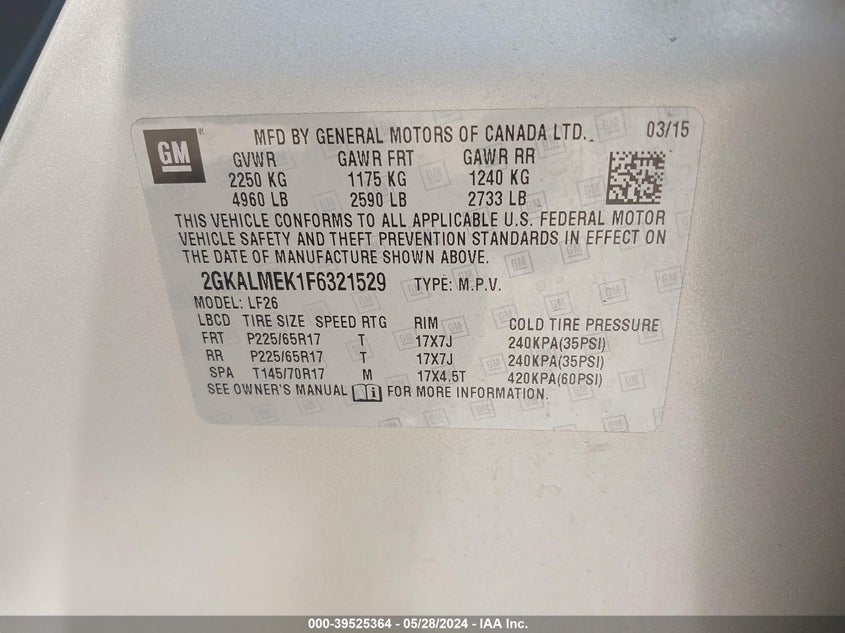 GM ® MFD BY GENERAL MOTORS OF CANADA LTD. 03/15
GVWR GAWR FRT GAWR RR
2250 KG 1175 KG 1240 KG
4960 LB 2590 LB 2733 LB
THIS VEHICLE CONFORMS TO ALL APPLICABLE U.S. FEDERAL MOTOR
VEHICLE SAFETY AND THEFT PREVENTION STANDARDS IN EFFECT ON
THE DATE OF MANUFACTURE SHOWN ABOVE.
2GKALMEK1F6321529 TYPE: M.P.V.
MODEL: LF26
LBCD TIRE SIZE SPEED RTG RIM COLD TIRE PRESSURE
FRT P225/65R17 T 17X7J 240KPA(35PSI)
RR P225/65R17 T 17X7J 240KPA(35PSI)
SPA T145/70R17 M 17X4.5T 420KPA(60PSI)
SEE OWNER'S MANUAL FOR MORE INFORMATION.
000-39525364 - 05/28/2024 - IAA Inc.